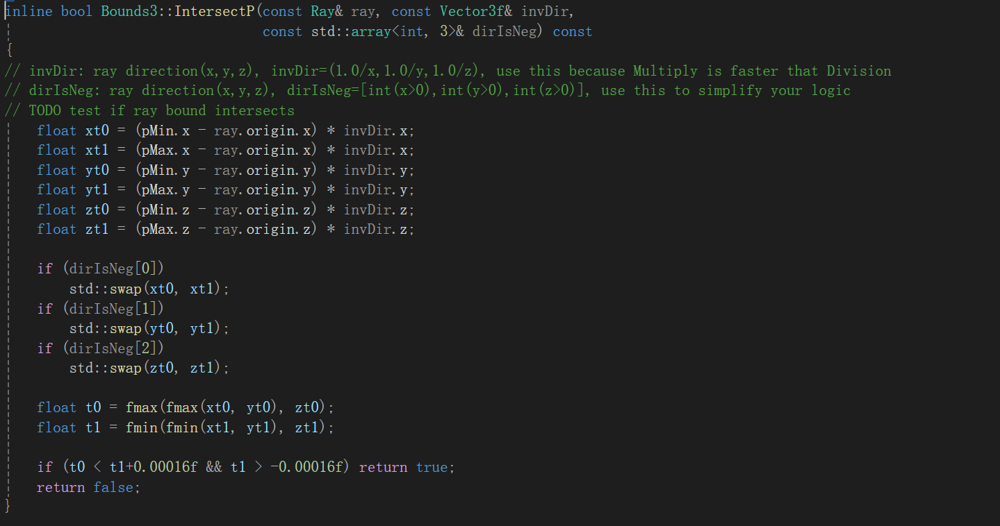 inline bool Bounds3::IntersectP(const Ray& ray, const Vector3f& invDir,
const std::array<int, 3>& dirIsNeg) const
{
// invDir: ray direction(x,y,z), invDir=(1.0/x,1.0/y,1.0/z), use this because Multiply is faster that Division
// dirIsNeg: ray direction(x,y,z), dirIsNeg=[int(x>0),int(y>0),int(z>0)], use this to simplify your logic
// TODO test if ray bound intersects
float xt0 = (pMin.x - ray.origin.x) * invDir.x;
float xt1 = (pMax.x - ray.origin.x) * invDir.x;
float yt0 = (pMin.y - ray.origin.y) * invDir.y;
float yt1 = (pMax.y - ray.origin.y) * invDir.y;
float zt0 = (pMin.z - ray.origin.z) * invDir.z;
float zt1 = (pMax.z - ray.origin.z) * invDir.z;
if (dirIsNeg[0])
std::swap(xt0, xt1);
if (dirIsNeg[1])
std::swap(yt0, yt1);
if (dirIsNeg[2])
std::swap(zt0, zt1);
float t0 = fmax(fmax(xt0, yt0), zt0);
float t1 = fmin(fmin(xt1, yt1), zt1);
if (t0 < t1+0.00016f && t1 > -0.00016f) return true;
return false;
}